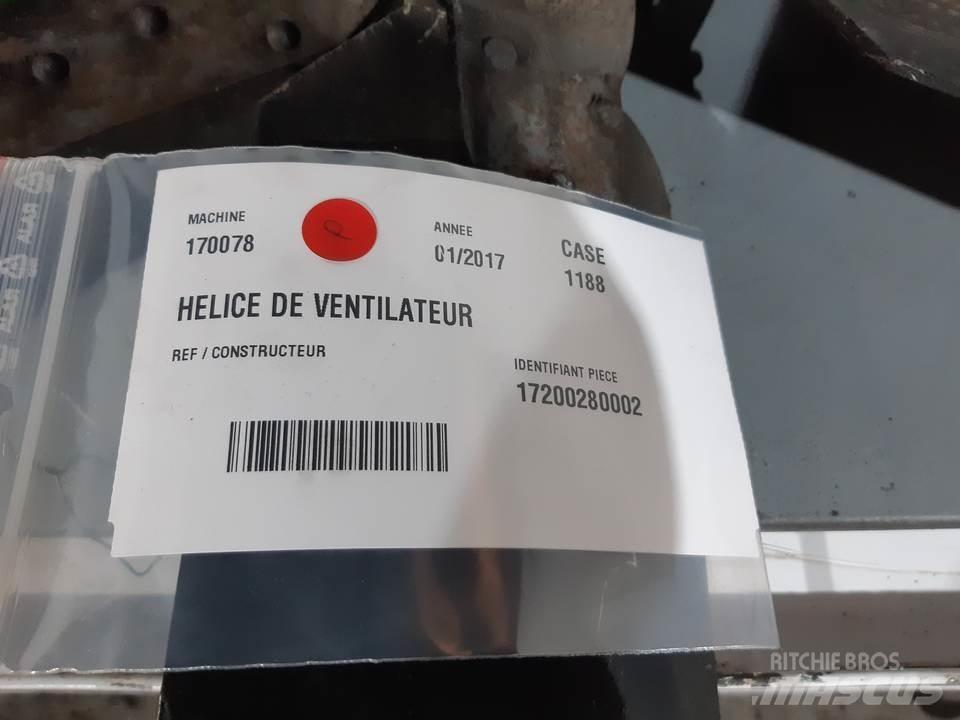 MACHINE
170078
P
ANNEE
01/2017
CASE
1188
HELICE DE VENTILATEUR
REF / CONSTRUCTEUR
IDENTIFIANT PIECE
17200280002
RITCHIE BROS.
MASCUS